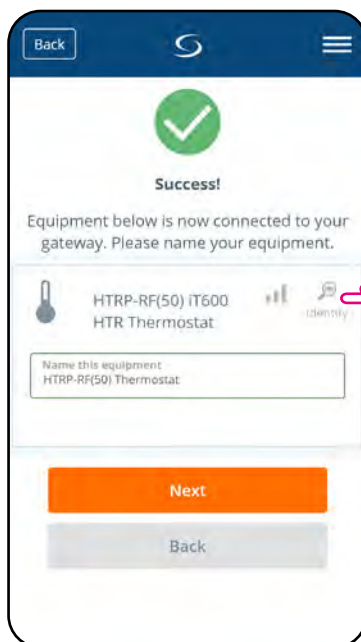 Back
Success!
Equipment below is now connected to your
gateway. Please name your equipment.
HTRP-RF(50) iT600
HTR Thermostat
Identify
Name this equipment
HTRP-RF(50) Thermostat
Next
Back